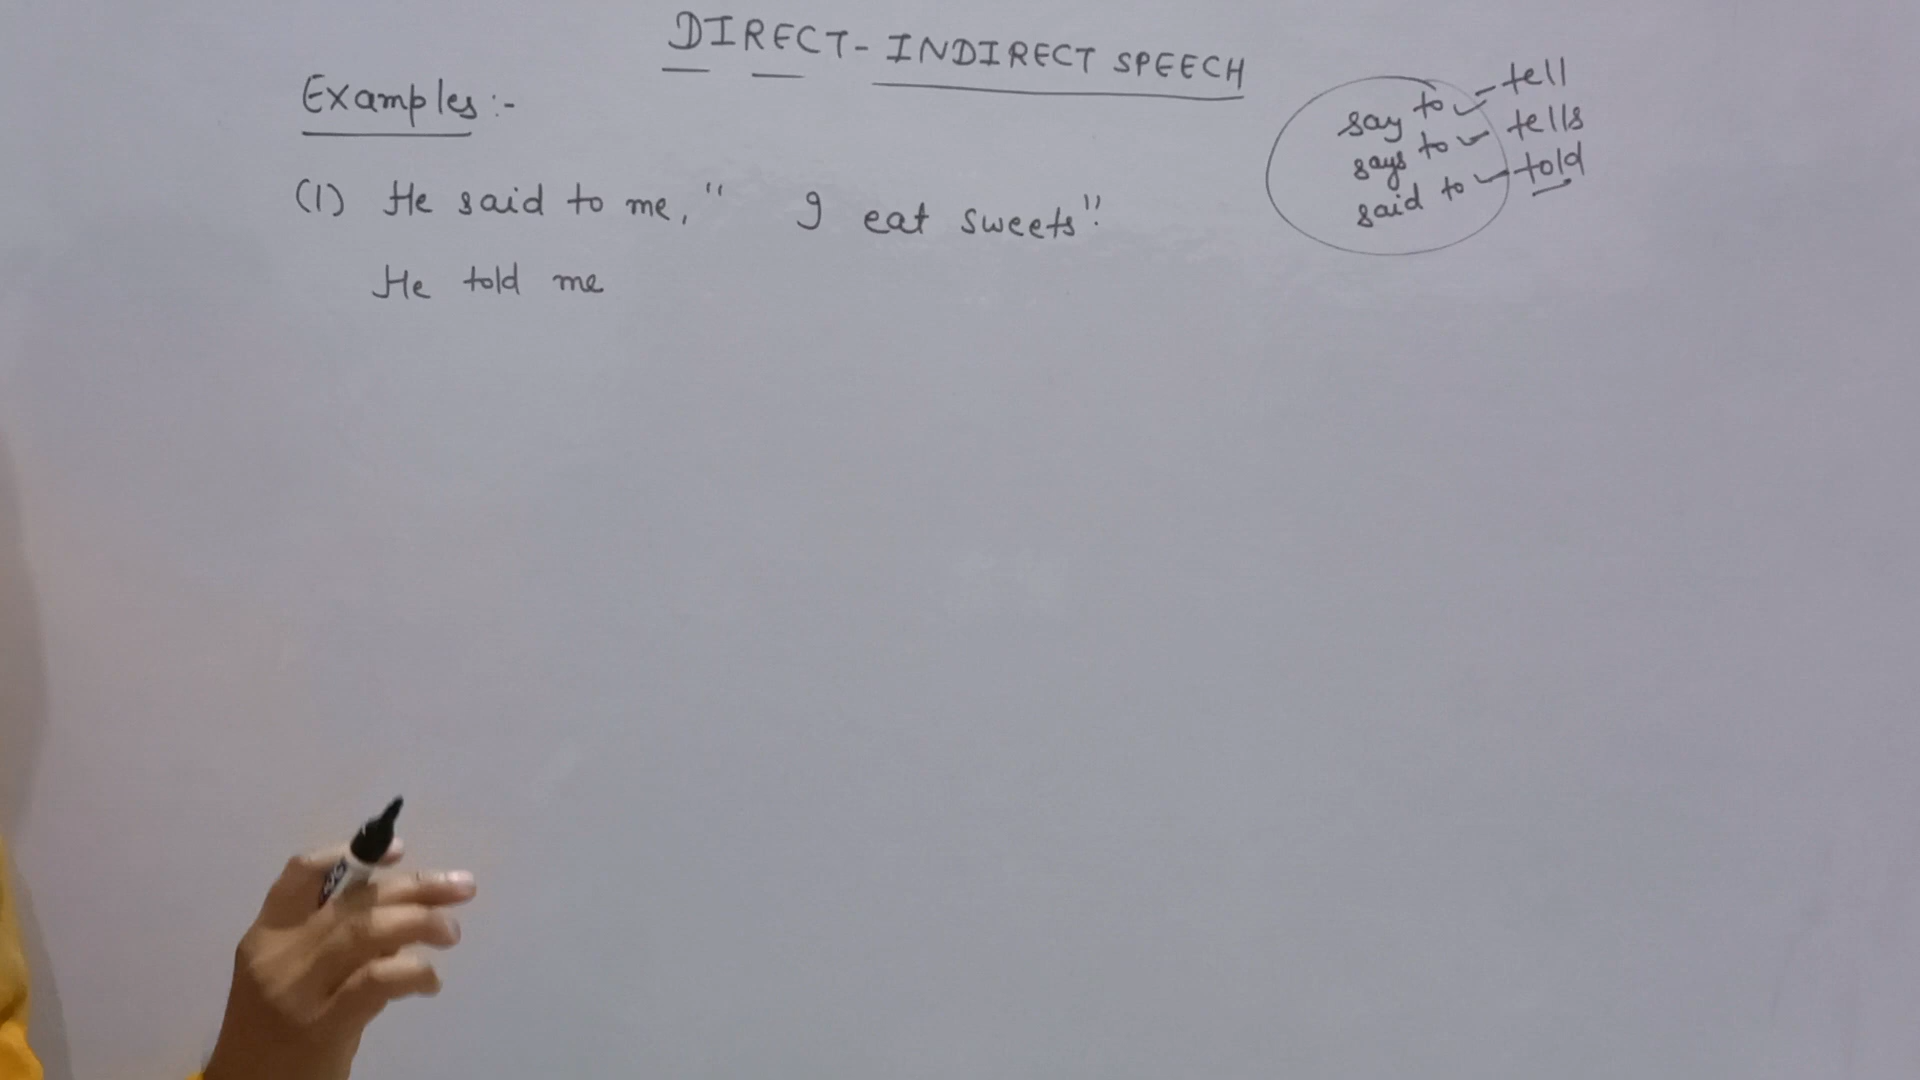 DIRECT-INDIRECT SPEECH
Examples:-
say to - tell
says to - tells
said to - told
(1) He said to me, "I eat sweets".
He told me